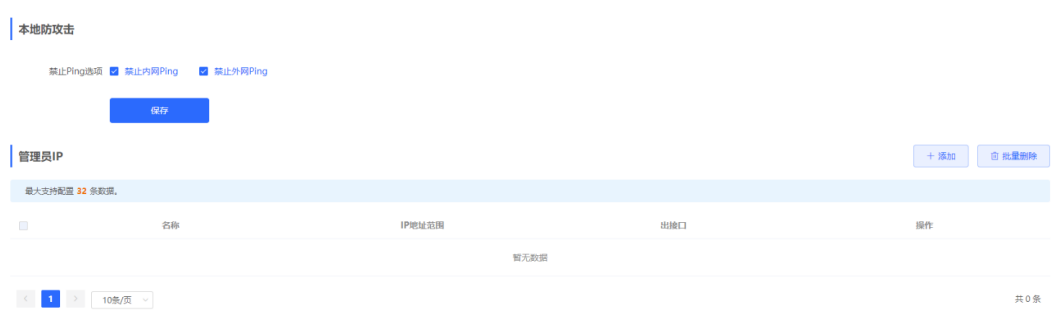 本地防攻击
禁止Ping选项 禁止内网Ping 禁止外网Ping
保存
管理员IP + 添加 批量删除
最大支持配置 32 条数据。
名称 IP地址范围 出接口 操作
暂无数据
< 1 > 10条/页 共 0 条